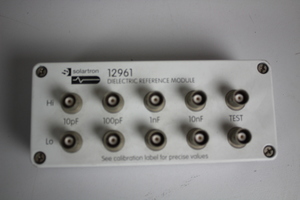 solartron
12961
DIELECTRIC REFERENCE MODULE
Hi
10pF 100pF 1nF 10nF TEST
Lo
See calibration label for precise values